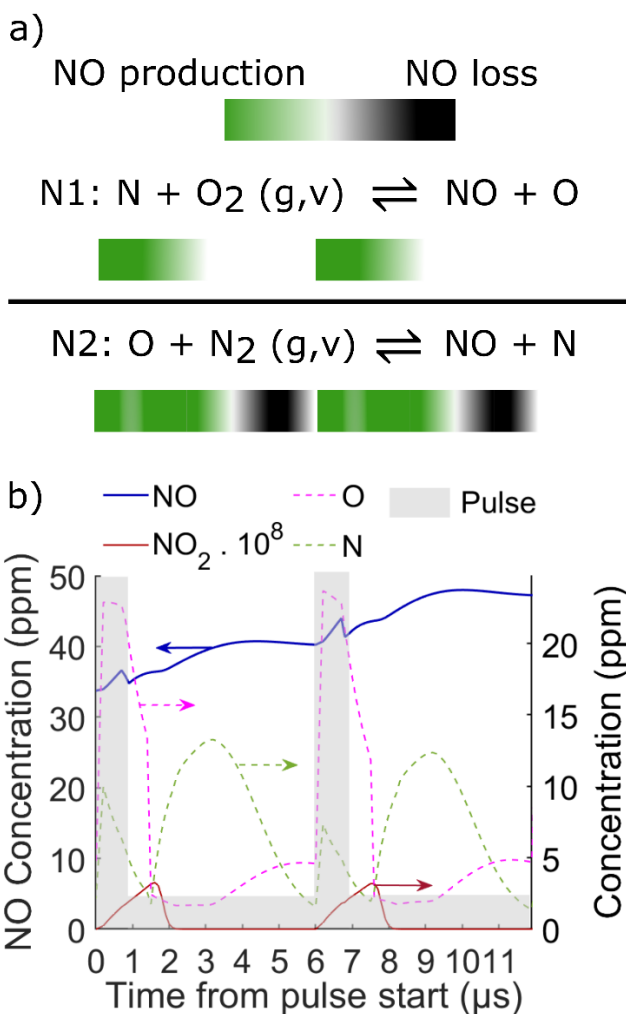 a)
NO production NO loss
N1: N + O₂ (g,v) ⇌ NO + O
N2: O + N₂ (g,v) ⇌ NO + N
b)
NO O Pulse
NO₂ . 10⁸ N
NO Concentration (ppm)
50
40
30
20
10
0
20
15
10
5
0
Concentration (ppm)
0 1 2 3 4 5 6 7 8 9 10 11
Time from pulse start (μs)